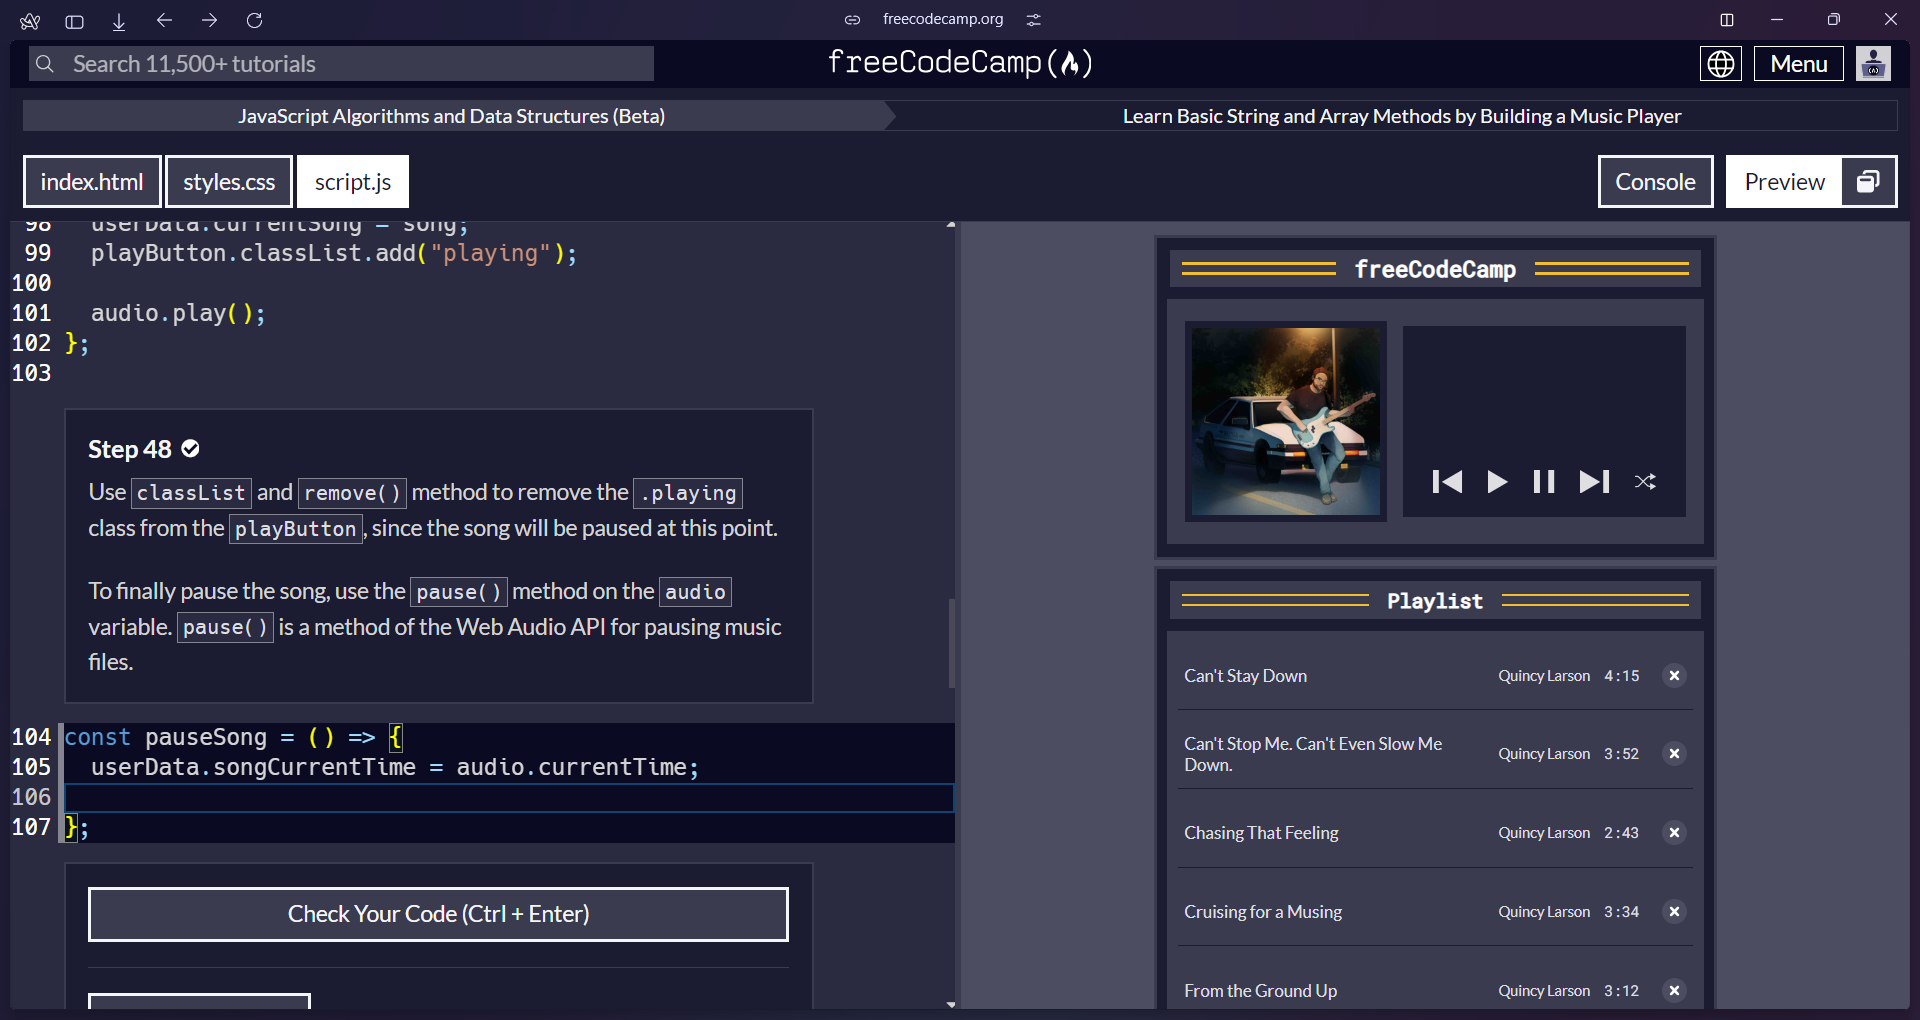 freecodecamp.org
Search 11,500+ tutorials
freeCodeCamp(🔥)
Menu
JavaScript Algorithms and Data Structures (Beta)
Learn Basic String and Array Methods by Building a Music Player
index.html
styles.css
script.js
Console
Preview
98   userData.currentSong = song;
99   playButton.classList.add("playing");
100
101   audio.play();
102 };
103
Step 48
Use classList and remove() method to remove the .playing
class from the playButton, since the song will be paused at this point.
To finally pause the song, use the pause() method on the audio
variable. pause() is a method of the Web Audio API for pausing music
files.
104 const pauseSong = () => {
105   userData.songCurrentTime = audio.currentTime;
106
107 };
Check Your Code (Ctrl + Enter)
freeCodeCamp
Playlist
Can't Stay Down Quincy Larson 4:15
Can't Stop Me. Can't Even Slow Me
Down. Quincy Larson 3:52
Chasing That Feeling Quincy Larson 2:43
Cruising for a Musing Quincy Larson 3:34
From the Ground Up Quincy Larson 3:12